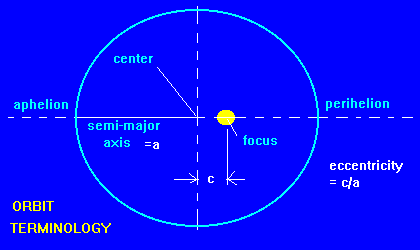 center
aphelion
perihelion
semi-major
axis =a
focus
c
eccentricity
= c/a
ORBIT
TERMINOLOGY